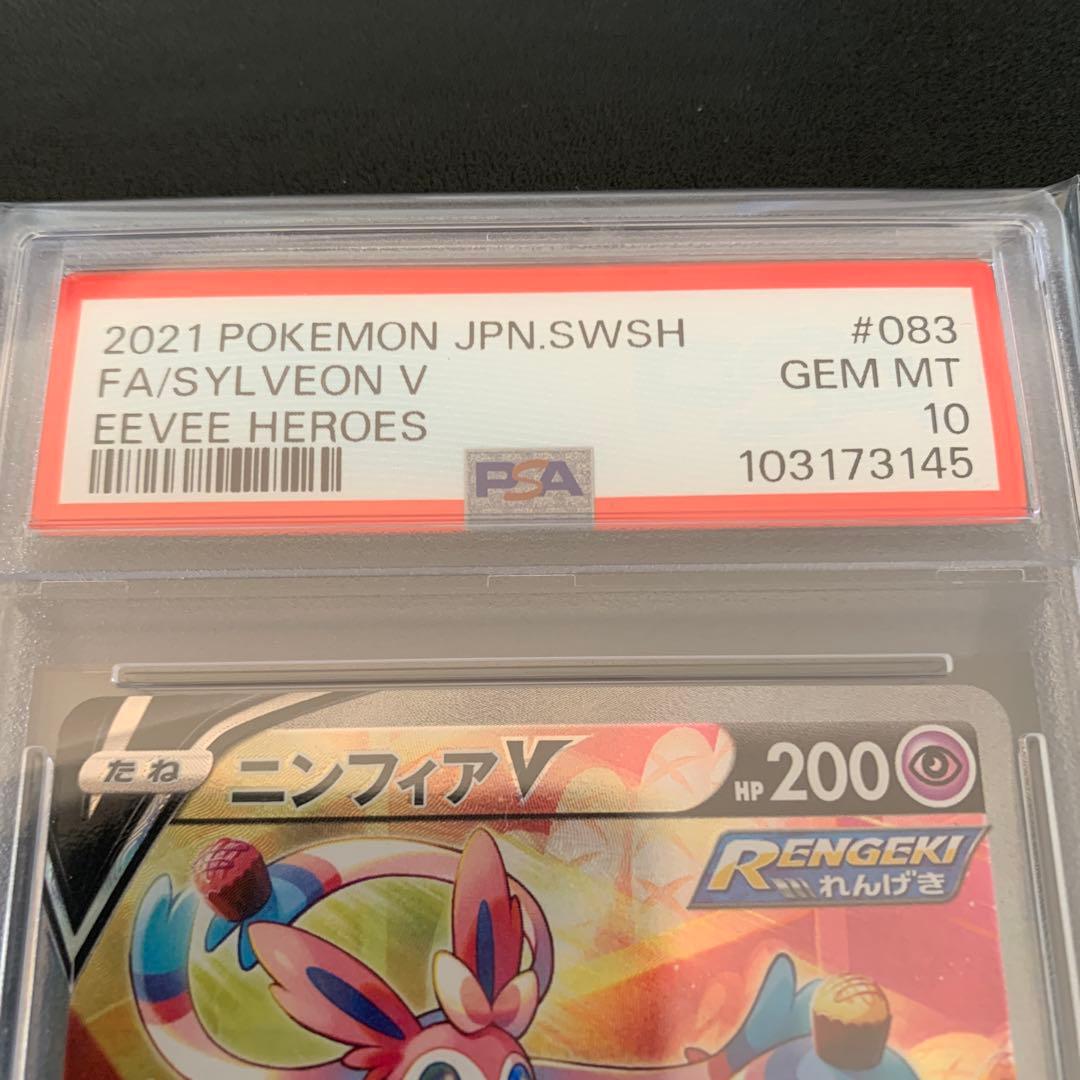 2021 POKEMON JPN.SWSH #083
FA/SYLVEON V GEM MT
EEVEE HEROES 10
PSA 103173145
たね ニンフィアV HP 200
RENGEKI
れんげき